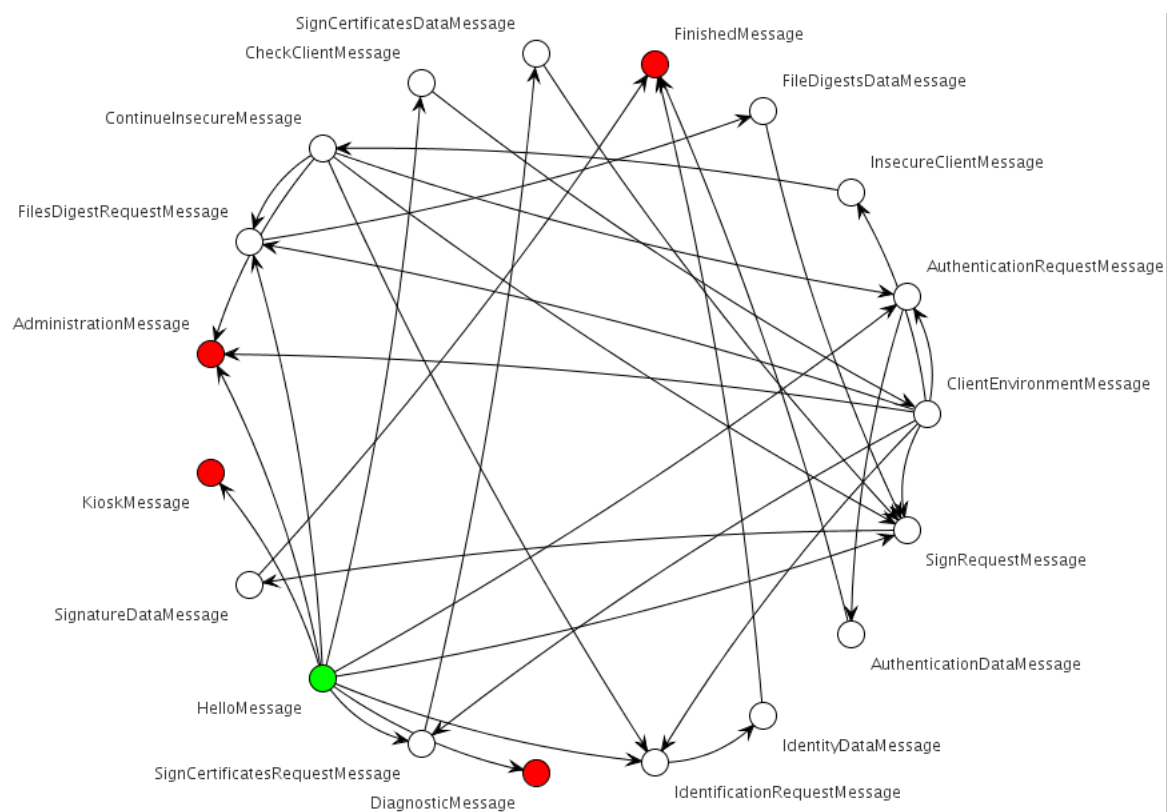 SignCertificatesDataMessage
FinishedMessage
CheckClientMessage
FileDigestsDataMessage
ContinueInsecureMessage
InsecureClientMessage
FilesDigestRequestMessage
AuthenticationRequestMessage
AdministrationMessage
ClientEnvironmentMessage
KioskMessage
SignRequestMessage
SignatureDataMessage
AuthenticationDataMessage
HelloMessage
IdentityDataMessage
SignCertificatesRequestMessage
IdentificationRequestMessage
DiagnosticMessage